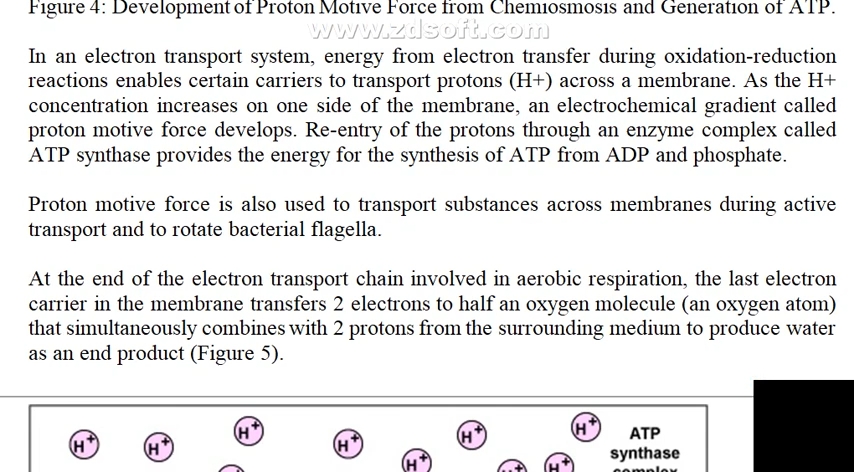 Figure 4: Development of Proton Motive Force from Chemiosmosis and Generation of ATP.
www.zdsoft.com
In an electron transport system, energy from electron transfer during oxidation-reduction
reactions enables certain carriers to transport protons (H+) across a membrane. As the H+
concentration increases on one side of the membrane, an electrochemical gradient called
proton motive force develops. Re-entry of the protons through an enzyme complex called
ATP synthase provides the energy for the synthesis of ATP from ADP and phosphate.
Proton motive force is also used to transport substances across membranes during active
transport and to rotate bacterial flagella.
At the end of the electron transport chain involved in aerobic respiration, the last electron
carrier in the membrane transfers 2 electrons to half an oxygen molecule (an oxygen atom)
that simultaneously combines with 2 protons from the surrounding medium to produce water
as an end product (Figure 5).
H+ H+ H+ H+ H+ H+ ATP
H+ H+ H+ synthase
complex